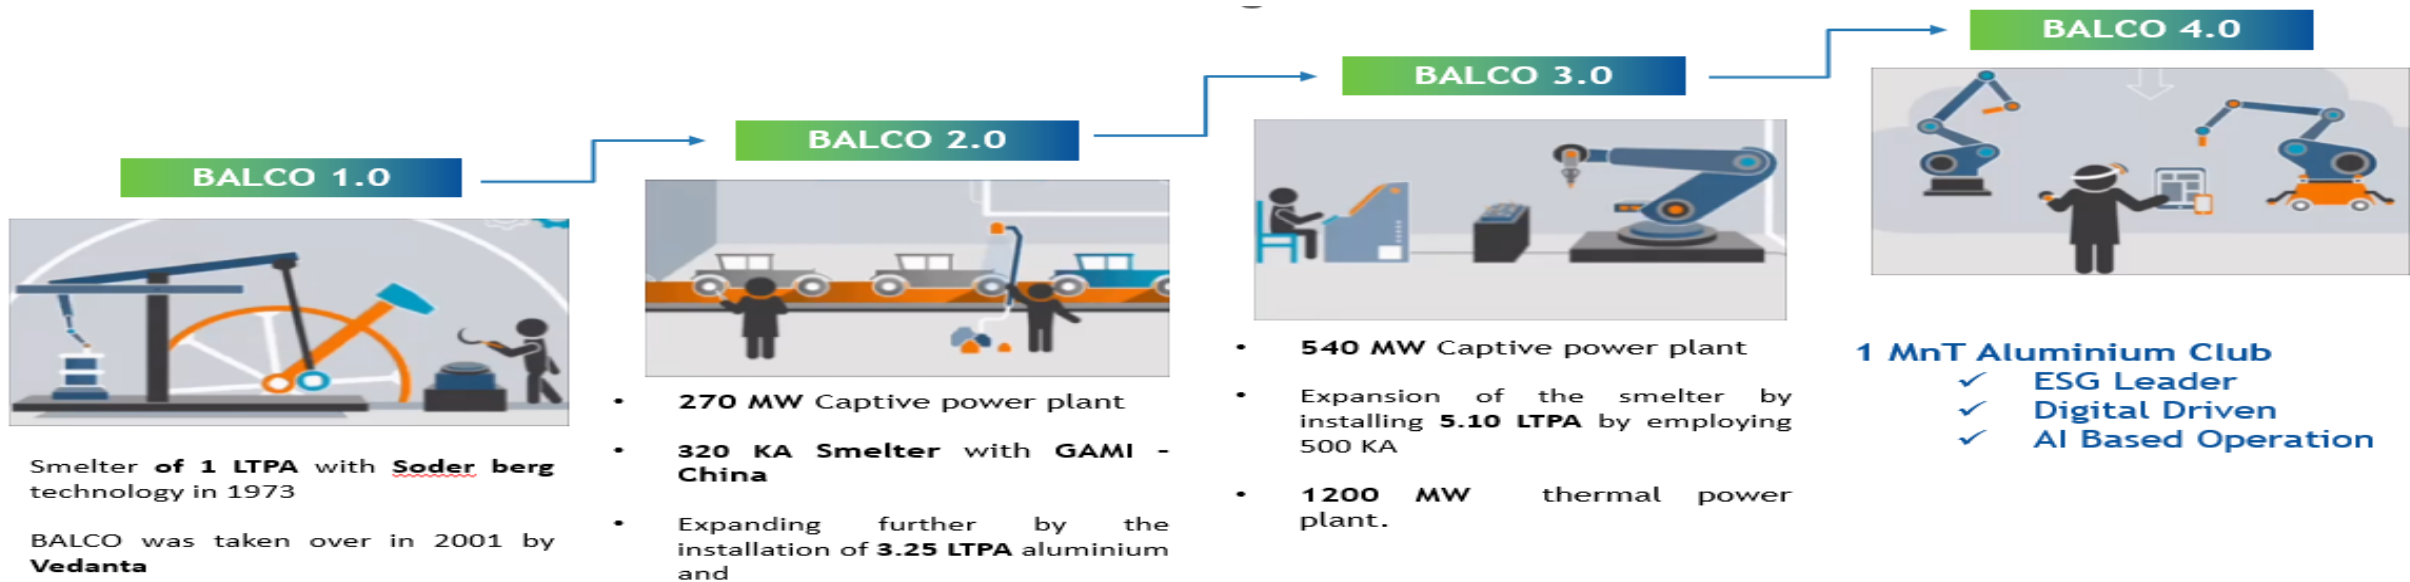 BALCO 1.0
Smelter of 1 LTPA with Soder berg
technology in 1973
BALCO was taken over in 2001 by
Vedanta
BALCO 2.0
• 270 MW Captive power plant
• 320 KA Smelter with GAMI -
China
• Expanding further by the
installation of 3.25 LTPA aluminium
and
BALCO 3.0
• 540 MW Captive power plant
• Expansion of the smelter by
installing 5.10 LTPA by employing
500 KA
• 1200 MW thermal power
plant.
BALCO 4.0
1 MnT Aluminium Club
✓ ESG Leader
✓ Digital Driven
✓ AI Based Operation